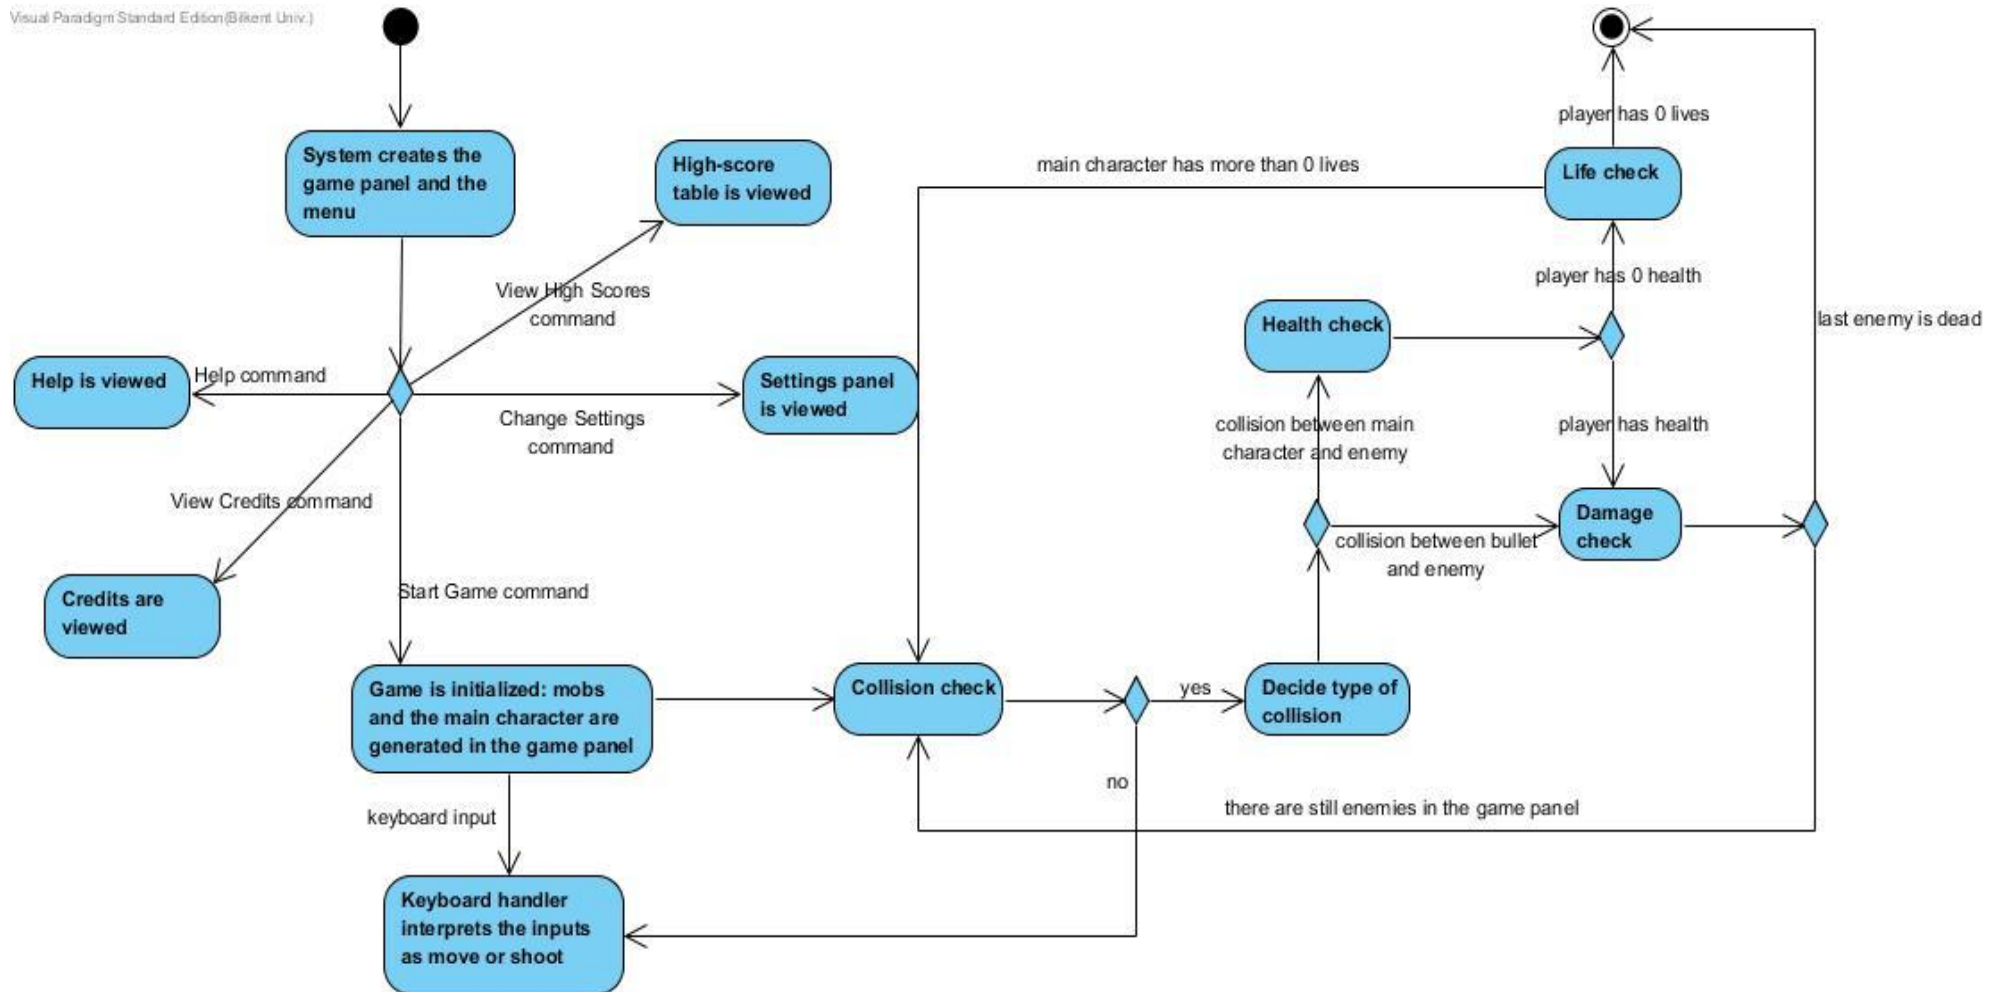 Visual Paradigm Standard Edition(Bilkent Univ.)
System creates the
game panel and the
menu
High-score
table is viewed
View High Scores
command
Help is viewed
Help command
Settings panel
is viewed
Change Settings
command
View Credits command
Credits are
viewed
Start Game command
Game is initialized: mobs
and the main character are
generated in the game panel
keyboard input
Keyboard handler
interprets the inputs
as move or shoot
Collision check
yes
no
Decide type of
collision
collision between main
character and enemy
collision between bullet
and enemy
Health check
player has 0 health
player has health
Life check
player has 0 lives
main character has more than 0 lives
Damage
check
last enemy is dead
there are still enemies in the game panel